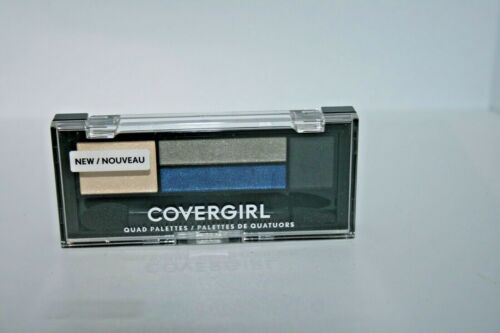 NEW / NOUVEAU
COVERGIRL
QUAD PALETTES / PALETTES DE QUATUORS